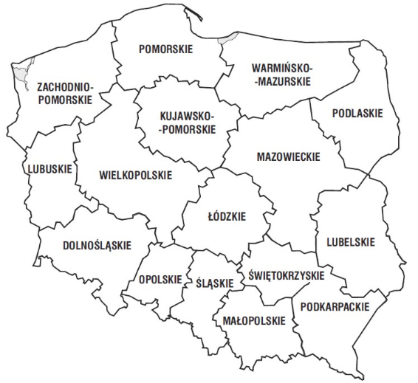 POMORSKIE
WARMIŃSKO-
-MAZURSKIE
ZACHODNIO-
POMORSKIE
KUJAWSKO-
-POMORSKIE
PODLASKIE
MAZOWIECKIE
LUBUSKIE
WIELKOPOLSKIE
ŁÓDZKIE
DOLNOŚLĄSKIE
LUBELSKIE
OPOLSKIE
ŚLĄSKIE
ŚWIĘTOKRZYSKIE
PODKARPACKIE
MAŁOPOLSKIE